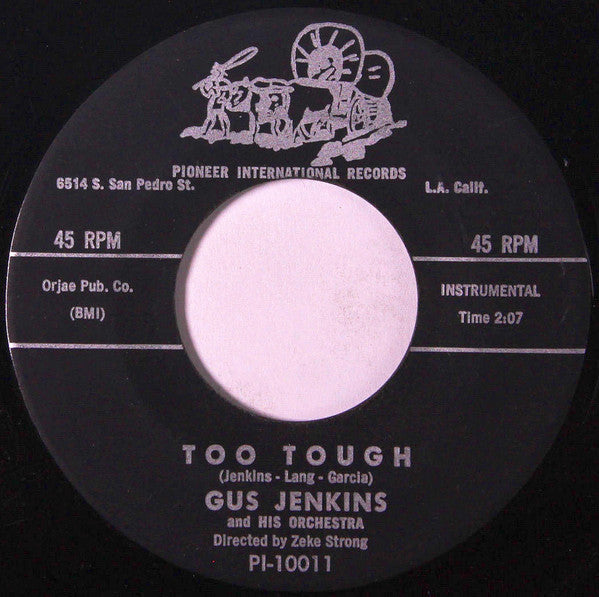 PIONEER INTERNATIONAL RECORDS
6514 S. San Pedro St.
L.A. Calif.
45 RPM
45 RPM
Orjae Pub. Co.
(BMI)
INSTRUMENTAL
Time 2:07
TOO TOUGH
(Jenkins - Lang - Garcia)
GUS JENKINS
and HIS ORCHESTRA
Directed by Zeke Strong
PI-10011